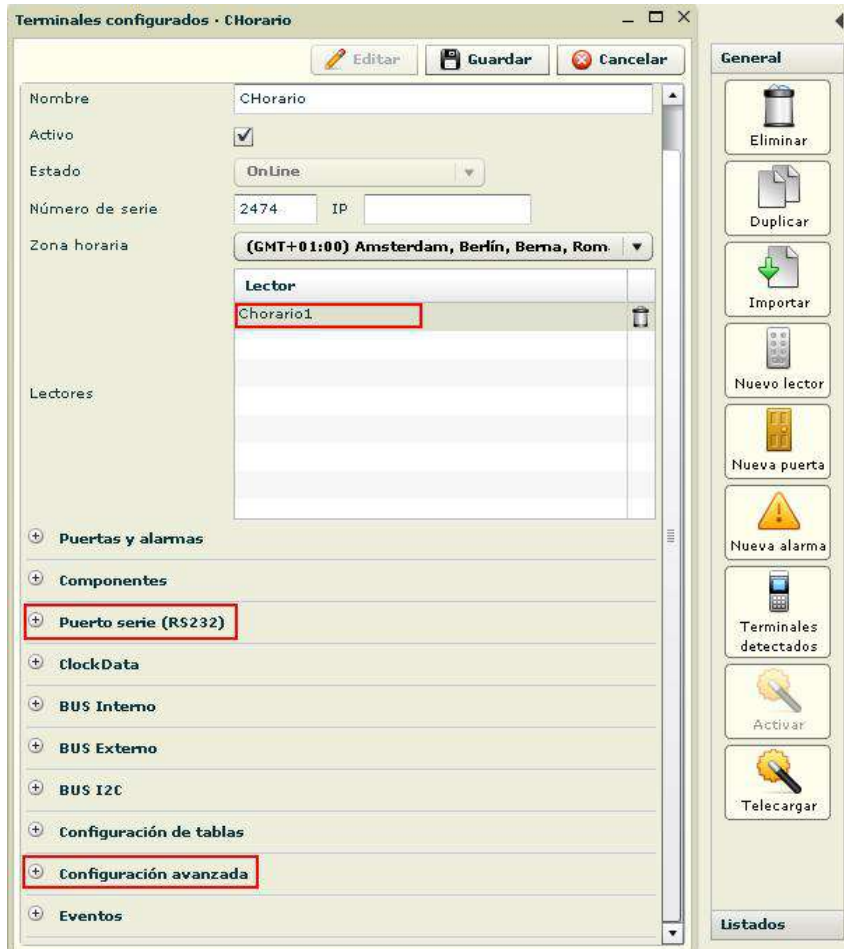 Terminales configurados · CHorario
Editar
Guardar
Cancelar
Nombre
CHorario
Activo
Estado
OnLine
Número de serie
2474
IP
Zona horaria
(GMT+01:00) Amsterdam, Berlín, Berna, Rom
Lectores
Lector
Chorario1
Puertas y alarmas
Componentes
Puerto serie (RS232)
ClockData
BUS Interno
BUS Externo
BUS I2C
Configuración de tablas
Configuración avanzada
Eventos
General
Eliminar
Duplicar
Importar
Nuevo lector
Nueva puerta
Nueva alarma
Terminales
detectados
Activar
Telecargar
Listados